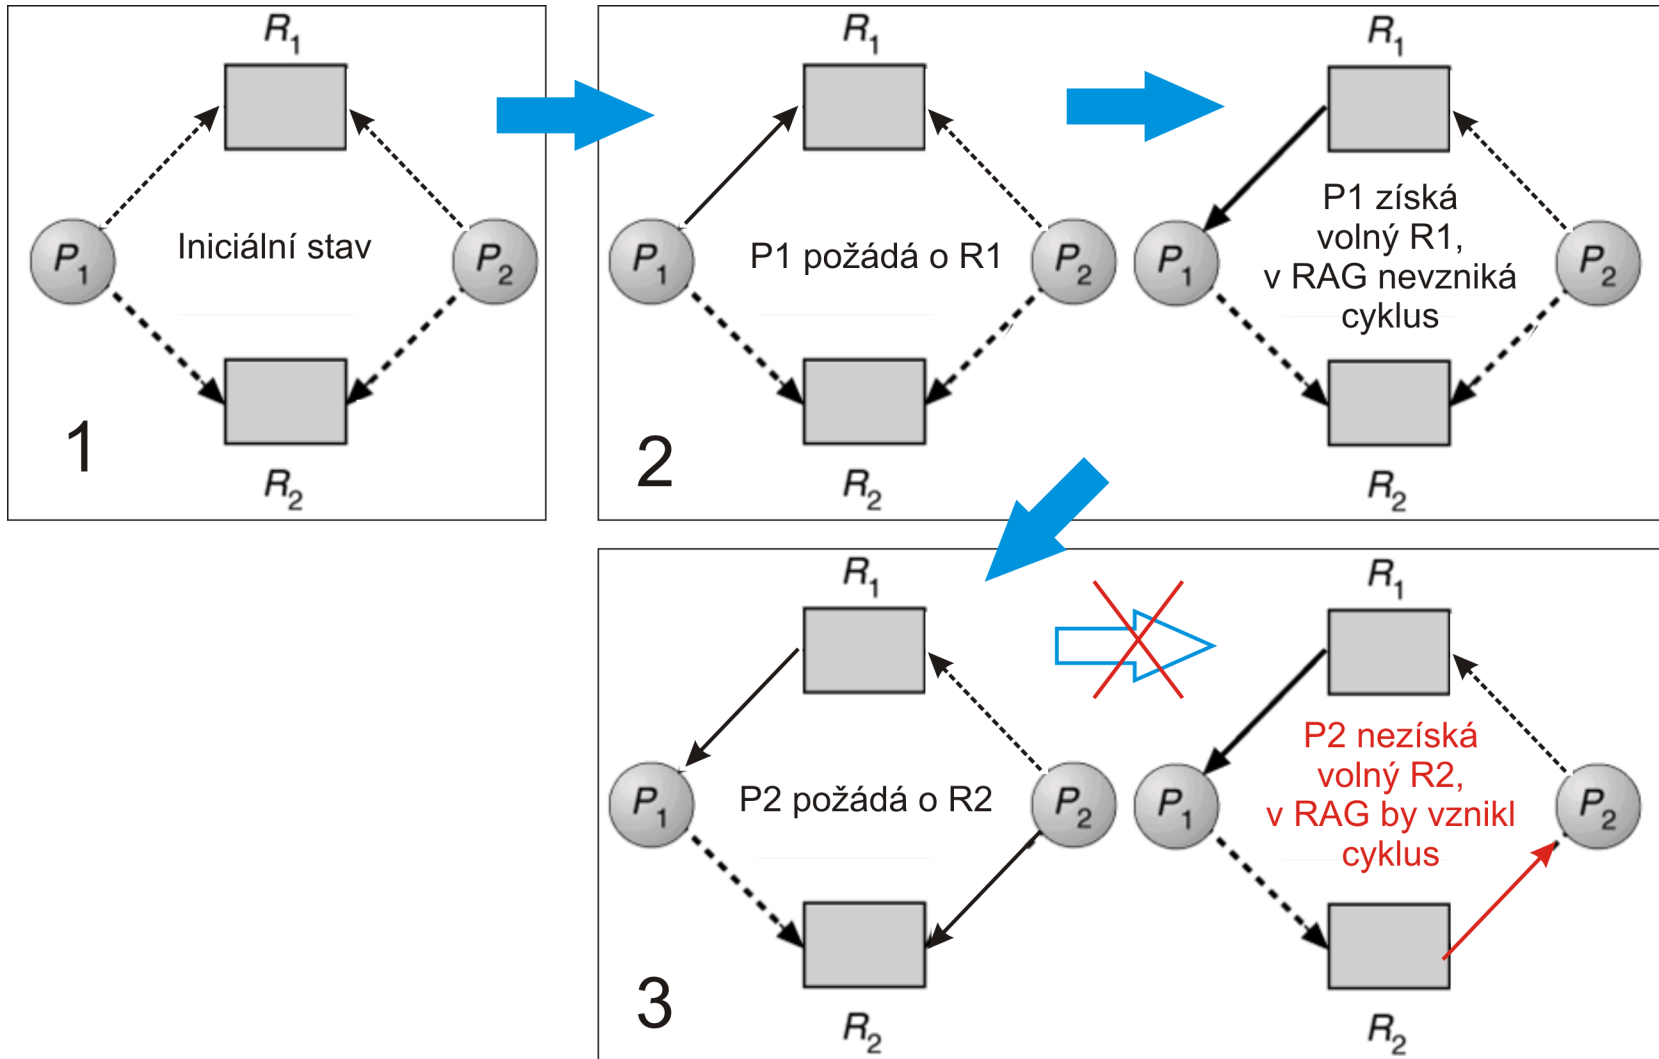 R1
P1
Iniciální stav
P2
1
R2
R1
P1
P1 požádá o R1
P2
2
R2
R1
P1
P1 získá
volný R1,
v RAG nevzniká
cyklus
P2
R2
R1
P1
P2 požádá o R2
P2
3
R2
R1
P1
P2 nezíská
volný R2,
v RAG by vznikl
cyklus
P2
R2